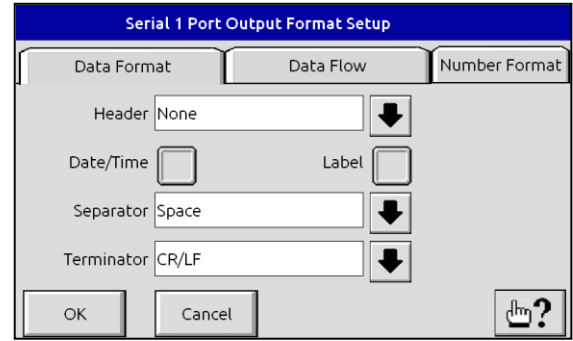 Serial 1 Port Output Format Setup
Data Format Data Flow Number Format
Header None
Date/Time Label
Separator Space
Terminator CR/LF
OK Cancel ?